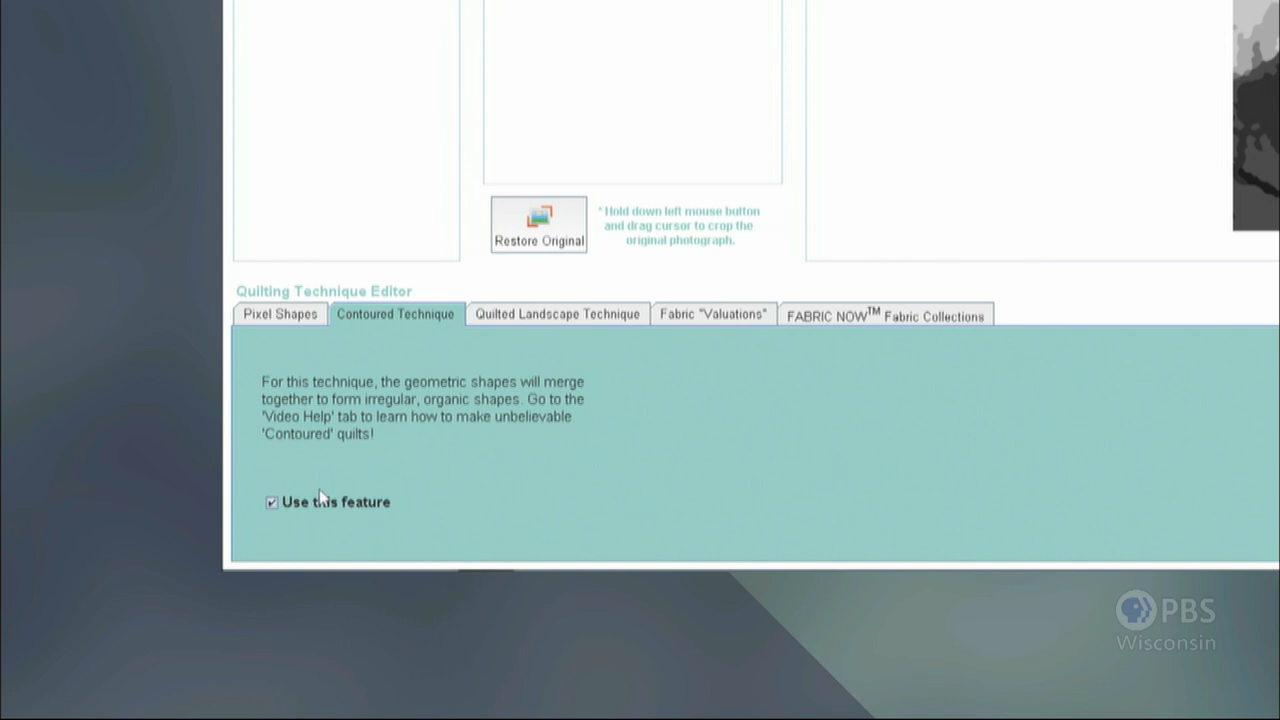 Restore Original
* Hold down left mouse button
and drag cursor to crop the
original photograph.
Quilting Technique Editor
Pixel Shapes
Contoured Technique
Quilted Landscape Technique
Fabric "Valuations"
FABRIC NOW™ Fabric Collections
For this technique, the geometric shapes will merge
together to form irregular, organic shapes. Go to the
'Video Help' tab to learn how to make unbelievable
'Contoured' quilts!
Use this feature
PBS
Wisconsin